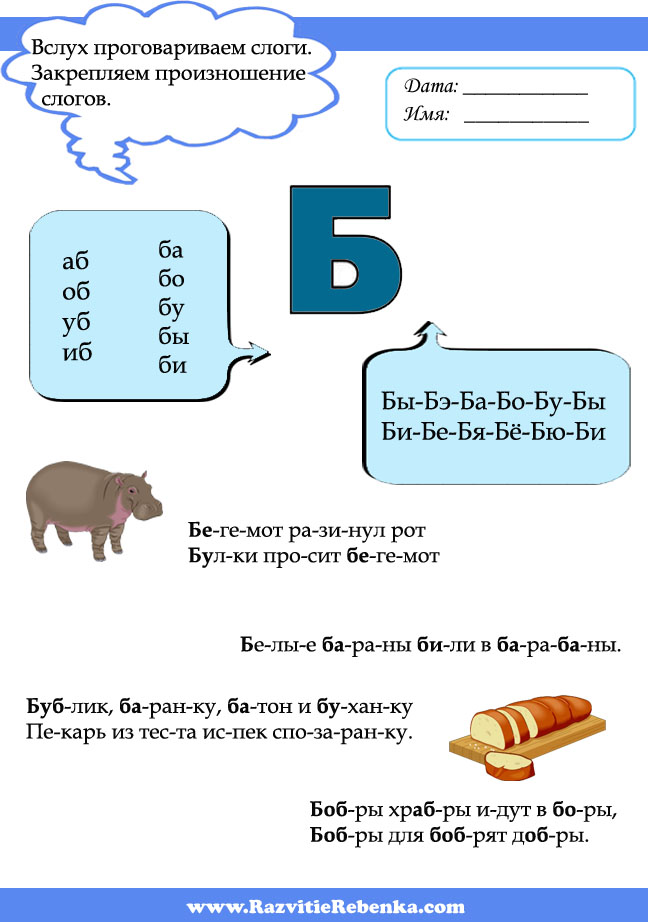 Вслух проговариваем слоги.
Закрепляем произношение
слогов.
Дата: ____________
Имя: ____________
Б
аб
об
уб
иб
ба
бо
бу
бы
би
Бы-Бэ-Ба-Бо-Бу-Бы
Би-Бе-Бя-Бё-Бю-Би
Бе-ге-мот ра-зи-нул рот
Бул-ки про-сит бе-ге-мот
Бе-лы-е ба-ра-ны би-ли в ба-ра-ба-ны.
Буб-лик, ба-ран-ку, ба-тон и бу-хан-ку
Пе-карь из тес-та ис-пек спо-за-ран-ку.
Боб-ры храб-ры и-дут в бо-ры,
Боб-ры для боб-рят доб-ры.
www.RazvitieRebenka.com